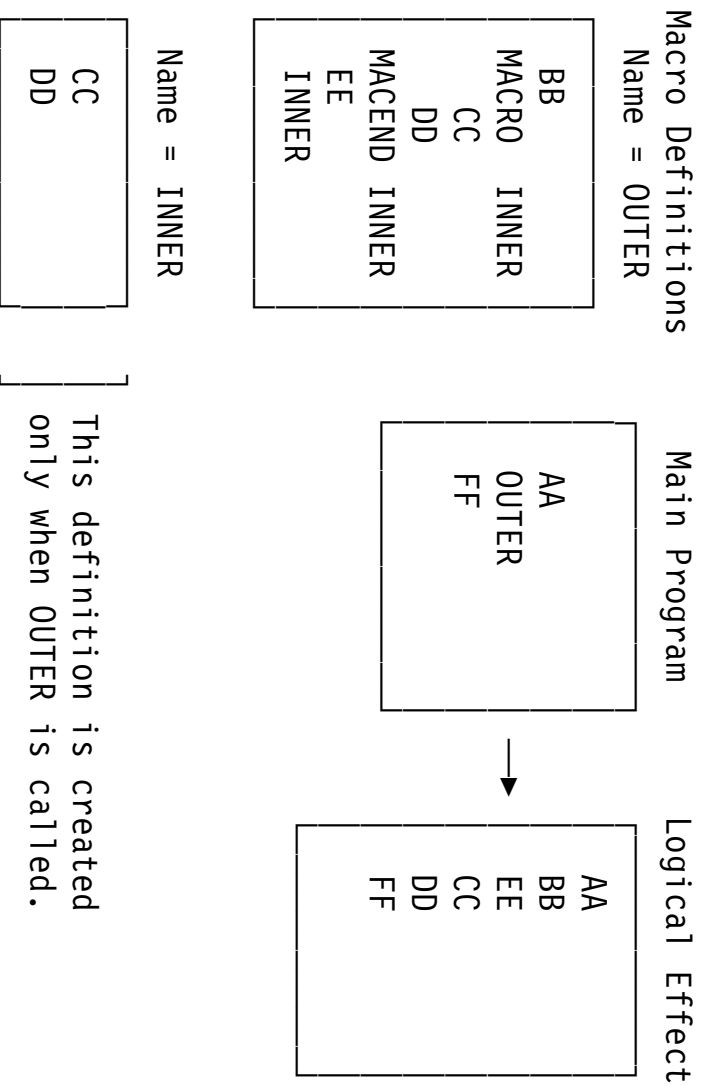 Macro Definitions
Name = OUTER
BB
MACRO INNER
CC
DD
MACEND INNER
EE
INNER
Name = INNER
CC
DD
This definition is created
only when OUTER is called.
Main Program
AA
OUTER
FF
Logical Effect
AA
BB
EE
CC
DD
FF